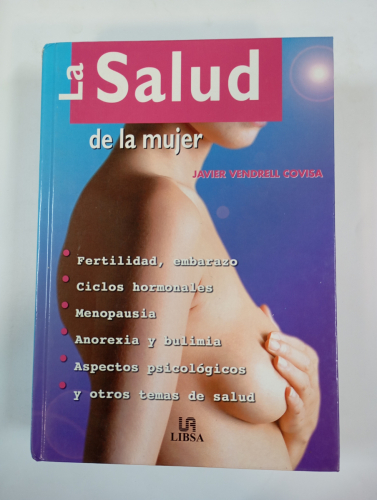 La Salud
de la mujer
JAVIER VENDRELL COVISA
Fertilidad, embarazo
Ciclos hormonales
Menopausia
Anorexia y bulimia
Aspectos psicológicos
y otros temas de salud
LIBSA